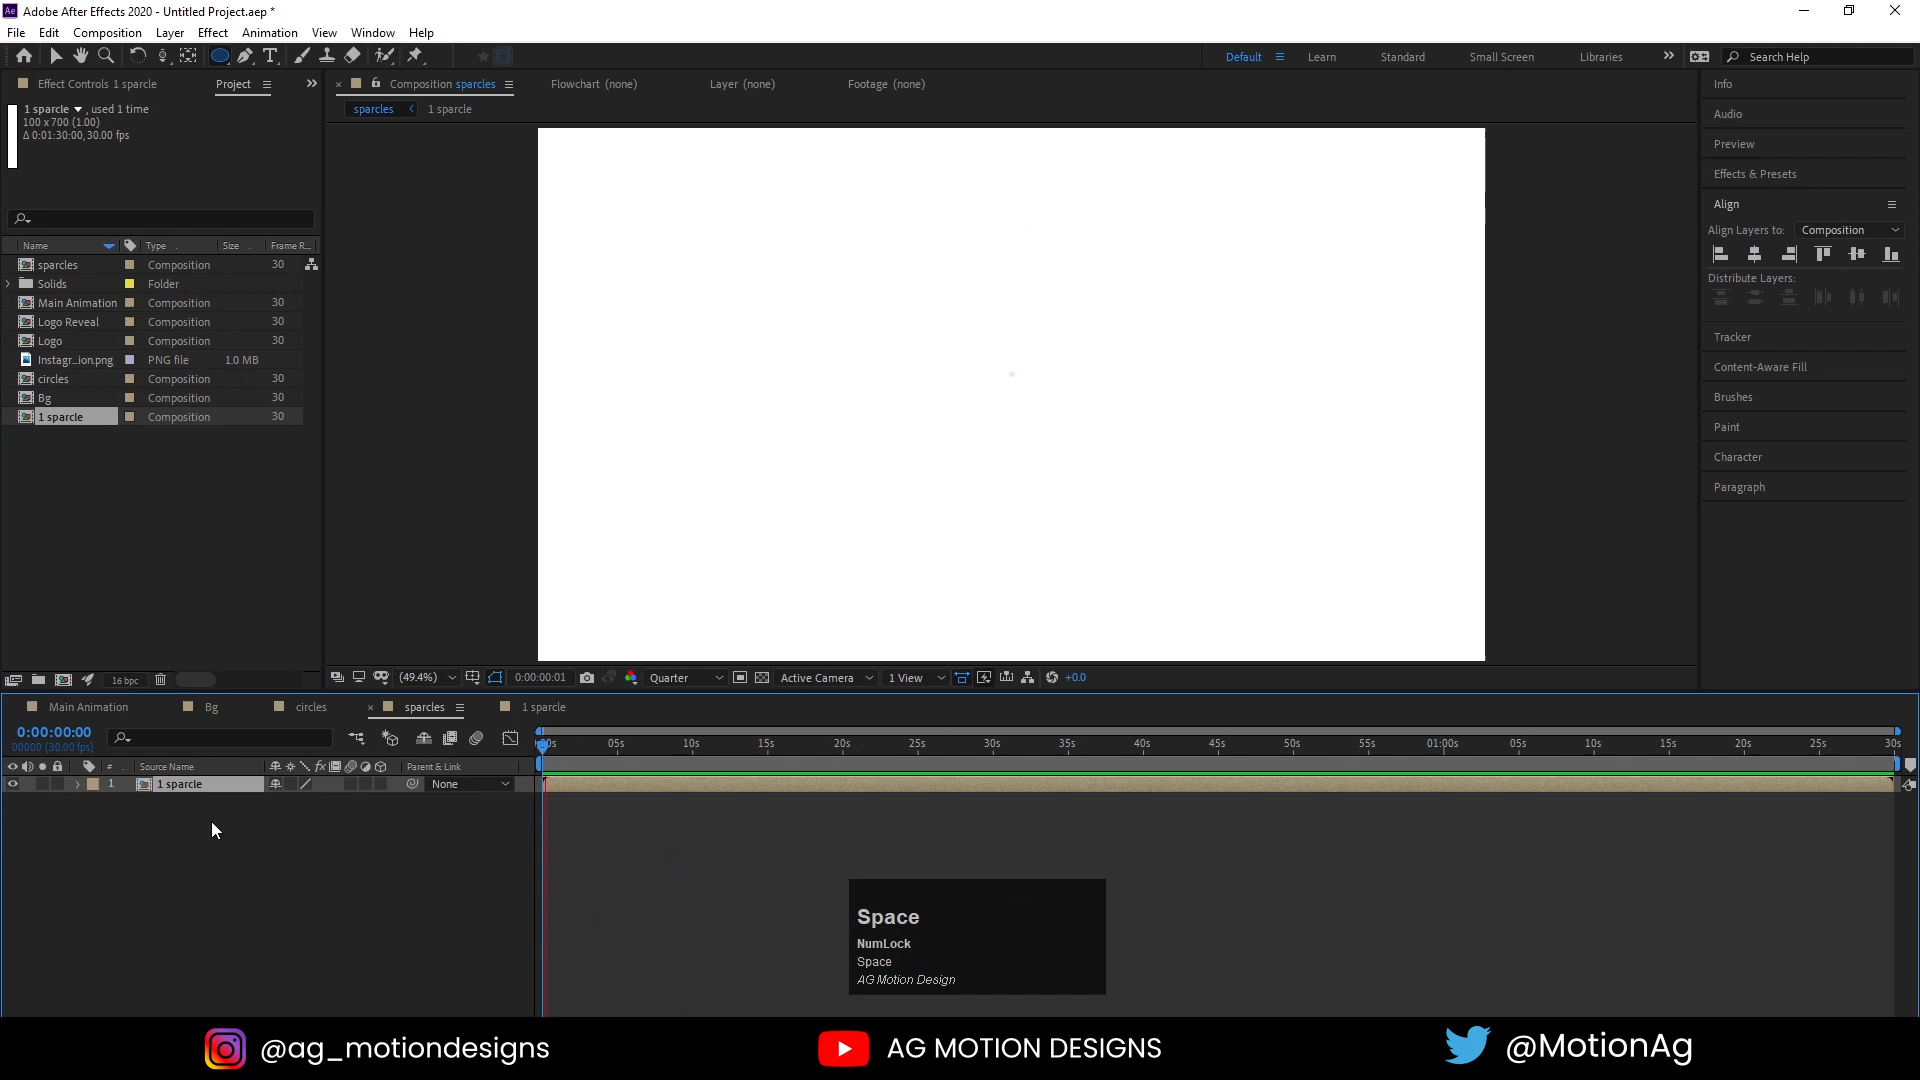 Adobe After Effects 2020 - Untitled Project.aep *
File Edit Composition Layer Effect Animation View Window Help
Default Learn Standard Small Screen Libraries Search Help
Effect Controls 1 sparcle Project
Composition sparcles Flowchart (none) Layer (none) Footage (none)
sparcles 1 sparcle
1 sparcle , used 1 time
100 x 700 (1.00)
Δ 0:01:30:00, 30.00 fps
Name Type Size Frame R...
sparcles Composition 30
Solids Folder
Main Animation Composition 30
Logo Reveal Composition 30
Logo Composition 30
Instagr...ion.png PNG file 1.0 MB
circles Composition 30
Bg Composition 30
1 sparcle Composition 30
16 bpc
Info
Audio
Preview
Effects & Presets
Align
Align Layers to: Composition
Distribute Layers:
Tracker
Content-Aware Fill
Brushes
Paint
Character
Paragraph
(49.4%) 0:00:00:01 Quarter Active Camera 1 View +0.0
Main Animation Bg circles sparcles 1 sparcle
0:00:00:00
00000 (30.00 fps)
:00s 05s 10s 15s 20s 25s 30s 35s 40s 45s 50s 55s 01:00s 05s 10s 15s 20s 25s 30s
# Source Name fx Parent & Link
1 1 sparcle None
Space
NumLock
Space
AG Motion Design
@ag_motiondesigns AG MOTION DESIGNS @MotionAg